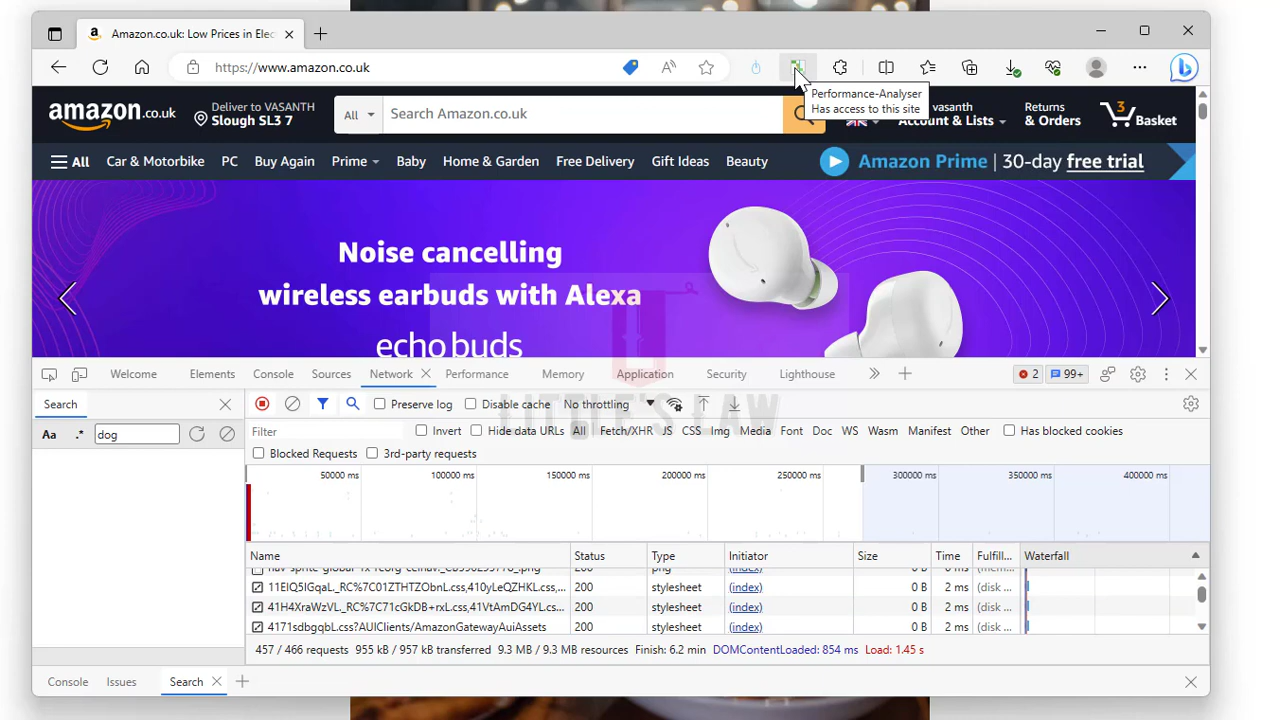 Amazon.co.uk: Low Prices in Elec
https://www.amazon.co.uk
Performance-Analyser
Has access to this site
amazon.co.uk
Deliver to VASANTH
Slough SL3 7
All
Search Amazon.co.uk
vasanth
Account & Lists
Returns
& Orders
3
Basket
All Car & Motorbike PC Buy Again Prime Baby Home & Garden Free Delivery Gift Ideas Beauty
Amazon Prime | 30-day free trial
Noise cancelling
wireless earbuds with Alexa
echo buds
LITTLE'S LAW
Welcome Elements Console Sources Network Performance Memory Application Security Lighthouse
2 99+
Search
Preserve log Disable cache No throttling
Aa .* dog
Filter Invert Hide data URLs All Fetch/XHR JS CSS Img Media Font Doc WS Wasm Manifest Other Has blocked cookies
Blocked Requests 3rd-party requests
50000 ms 100000 ms 150000 ms 200000 ms 250000 ms 300000 ms 350000 ms 400000 ms
Name Status Type Initiator Size Time Fulfill... Waterfall
11EIQ5IGqaL._RC%7C01ZTHTZObnL.css,410yLeQZHKL.css,... 200 stylesheet (index) 0 B 2 ms (disk ...
41H4XraWzVL._RC%7C71cGkDB+rxL.css,41VtAmDG4YL.cs... 200 stylesheet (index) 0 B 2 ms (disk ...
4171sdbgqbL.css?AUIClients/AmazonGatewayAuiAssets 200 stylesheet (index) 0 B 2 ms (disk ...
457 / 466 requests 955 kB / 957 kB transferred 9.3 MB / 9.3 MB resources Finish: 6.2 min DOMContentLoaded: 854 ms Load: 1.45 s
Console Issues Search